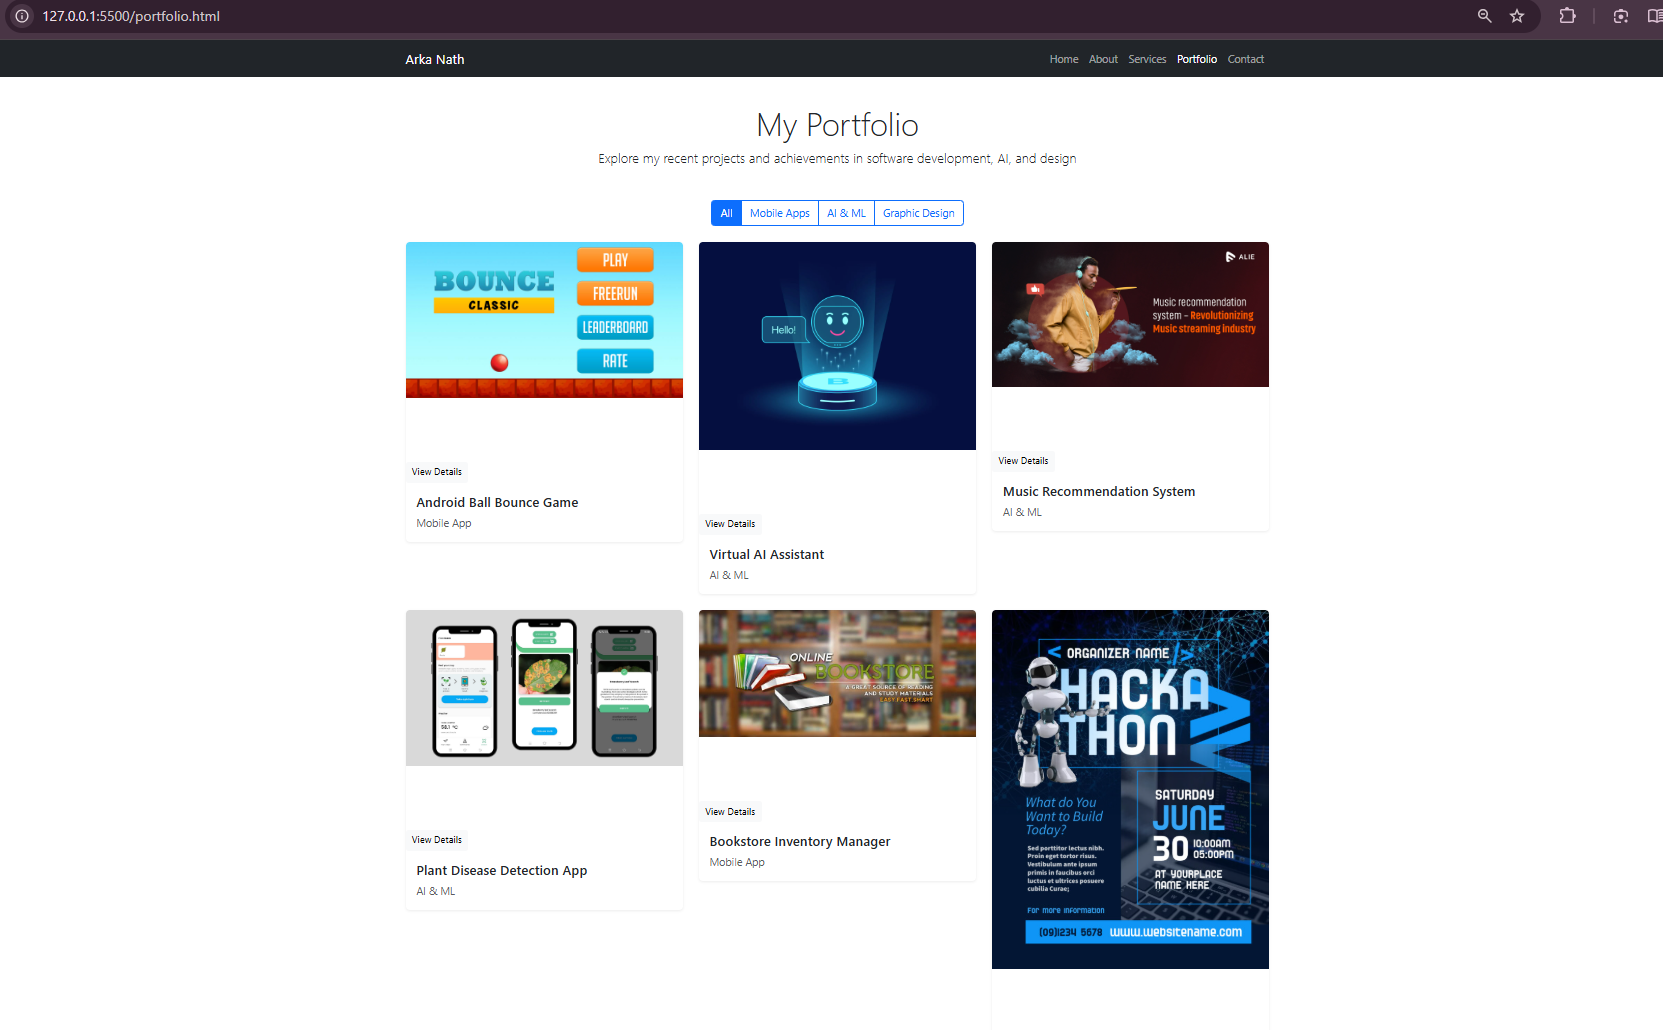 127.0.0.1:5500/portfolio.html
Arka Nath
Home About Services Portfolio Contact
My Portfolio
Explore my recent projects and achievements in software development, AI, and design
All Mobile Apps AI & ML Graphic Design
BOUNCE
CLASSIC
PLAY
FREERUN
LEADERBOARD
RATE
View Details
Android Ball Bounce Game
Mobile App
Hello!
B
View Details
Virtual AI Assistant
AI & ML
ALIE
Music recommendation
system – Revolutionizing
Music streaming industry
View Details
Music Recommendation System
AI & ML
View Details
Plant Disease Detection App
AI & ML
ONLINE
BOOKSTORE
A GREAT SOURCE OF READING
AND STUDY MATERIALS
EASY.FAST.SMART
View Details
Bookstore Inventory Manager
Mobile App
< ORGANIZER NAME />
HACKA
THON
What do You
Want to Build
Today?
Sed porttitor lectus nibh.
Proin eget tortor risus.
Vestibulum ante ipsum
primis in faucibus orci
luctus et ultrices posuere
cubilia Curae;
For more information
SATURDAY
JUNE
30 10:00AM
05:00PM
AT YOURPLACE
NAME HERE
(09)1234 5678 www.websitename.com